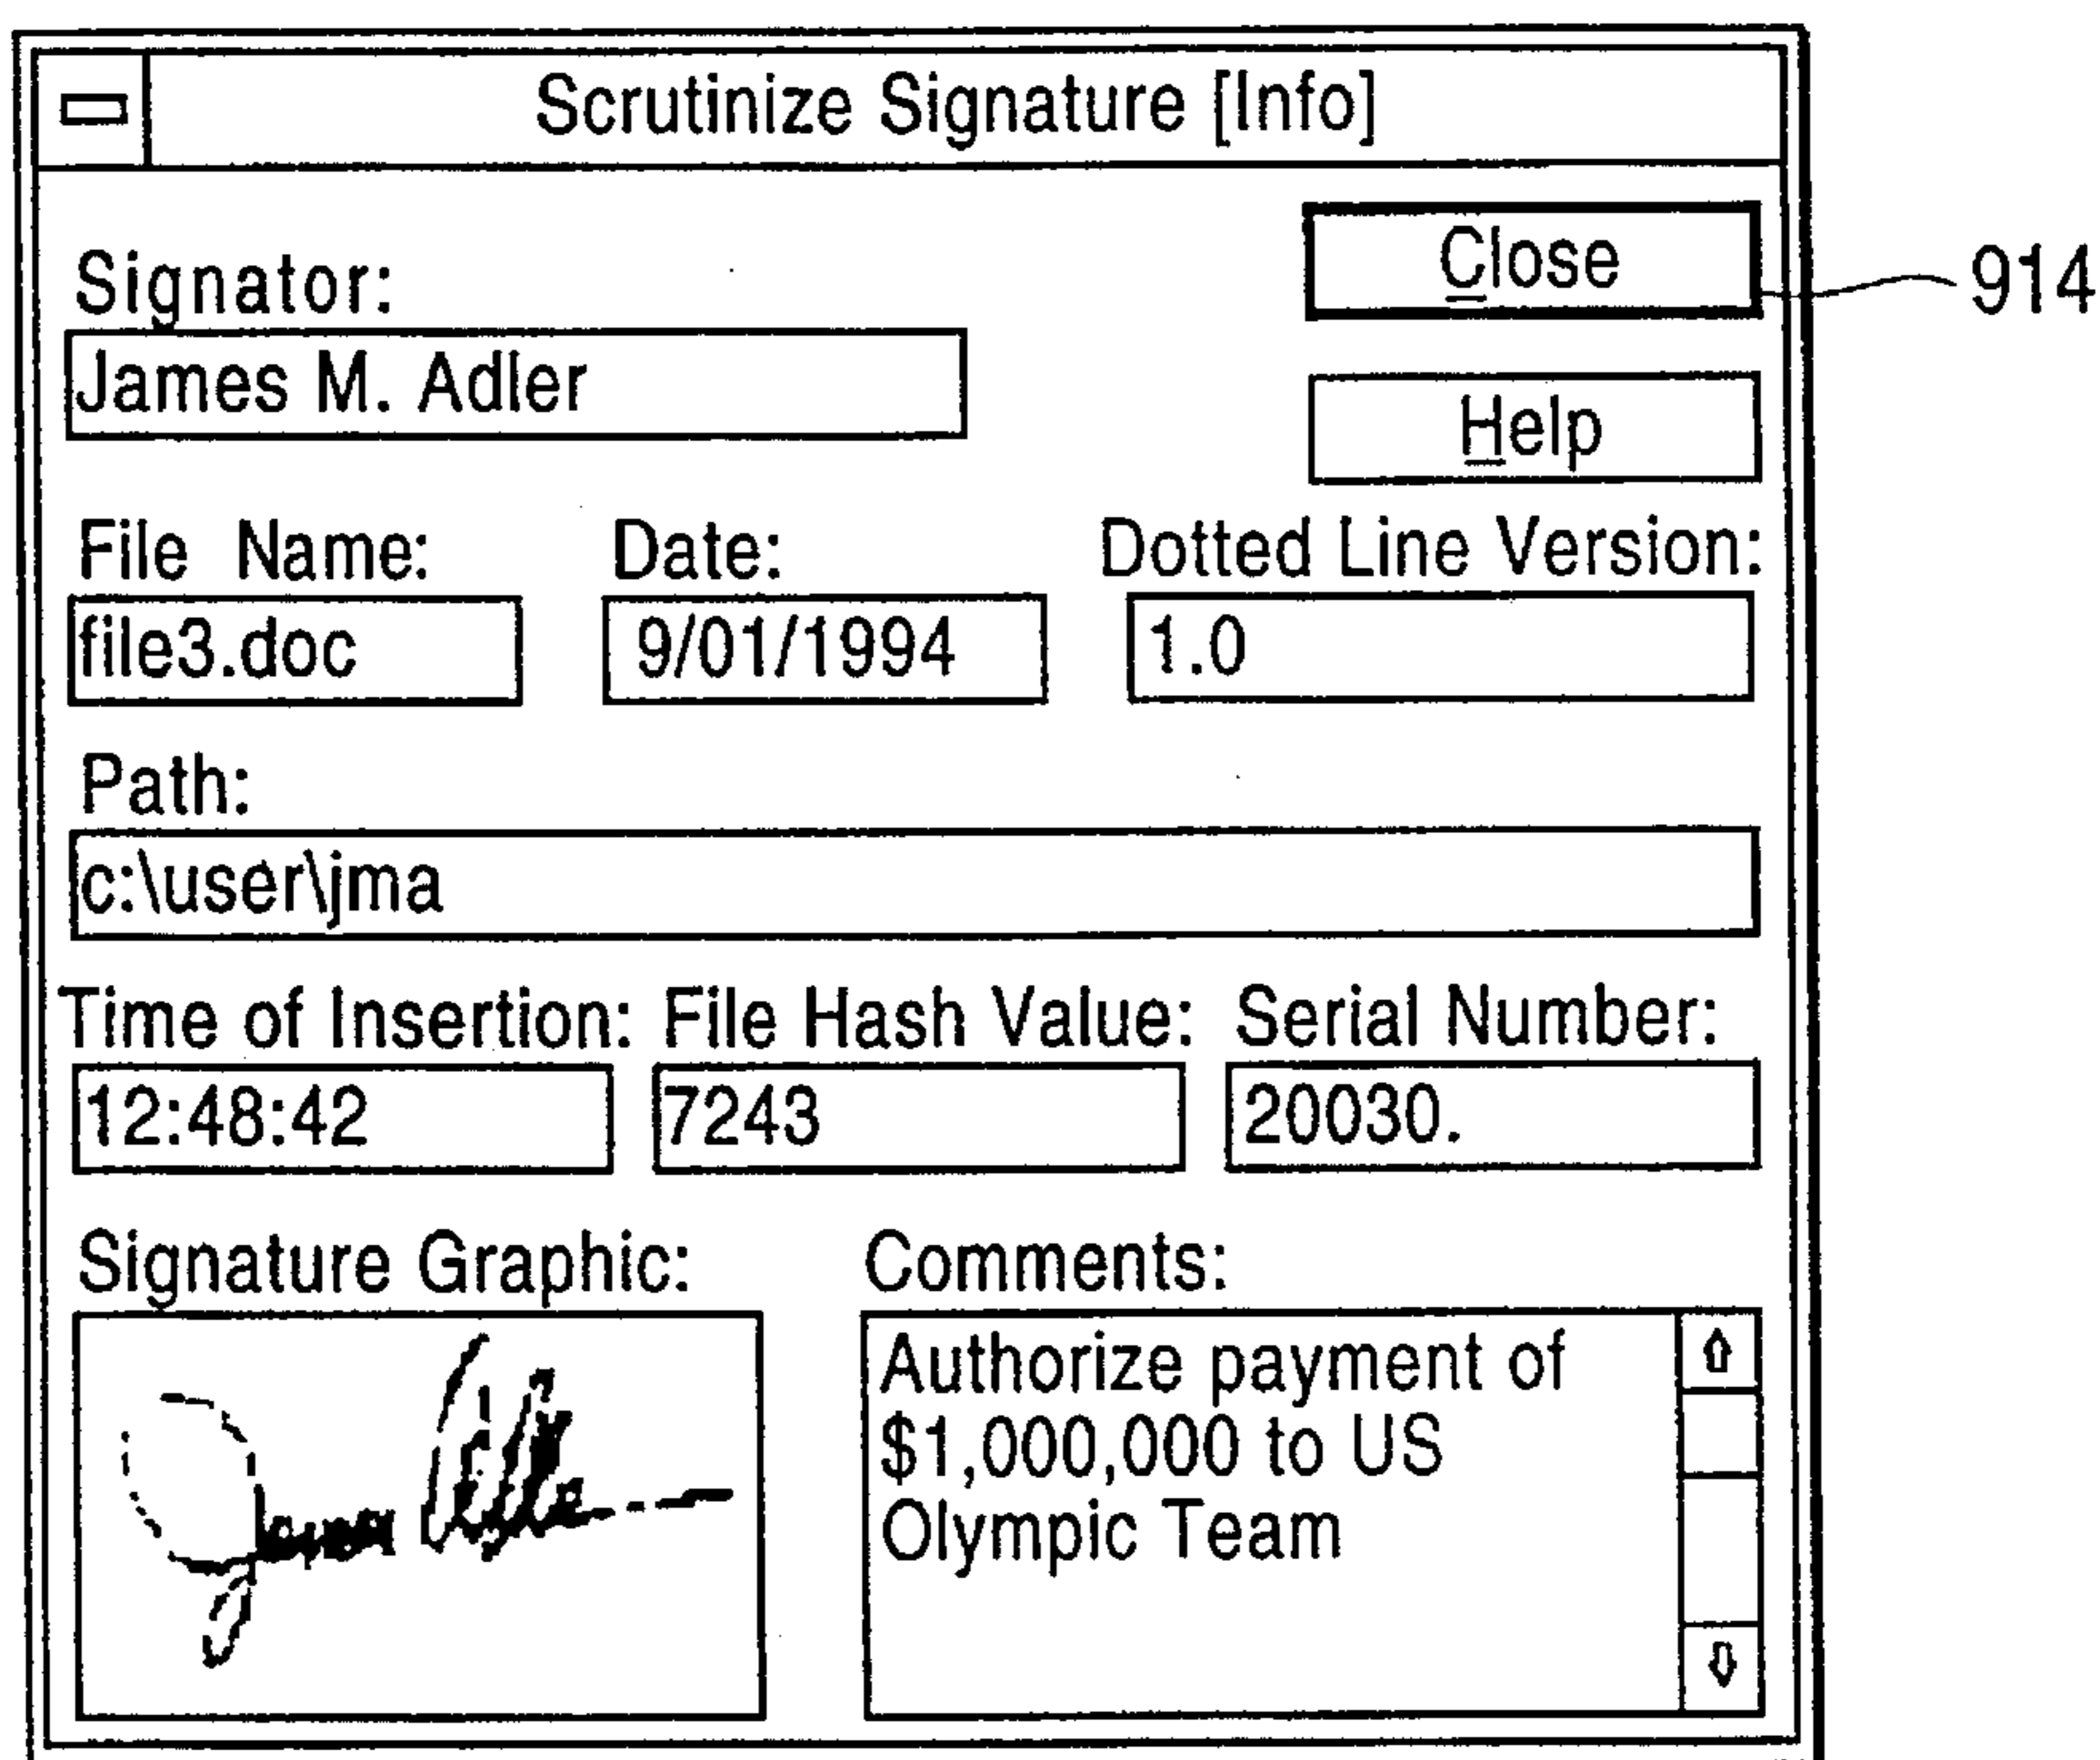 Scrutinize Signature [Info]
Close
914
Signator:
James M. Adler
Help
File Name: Date: Dotted Line Version:
file3.doc 9/01/1994 1.0
Path:
c:\user\jma
Time of Insertion: File Hash Value: Serial Number:
12:48:42 7243 20030.
Signature Graphic: Comments:
Authorize payment of
$1,000,000 to US
Olympic Team